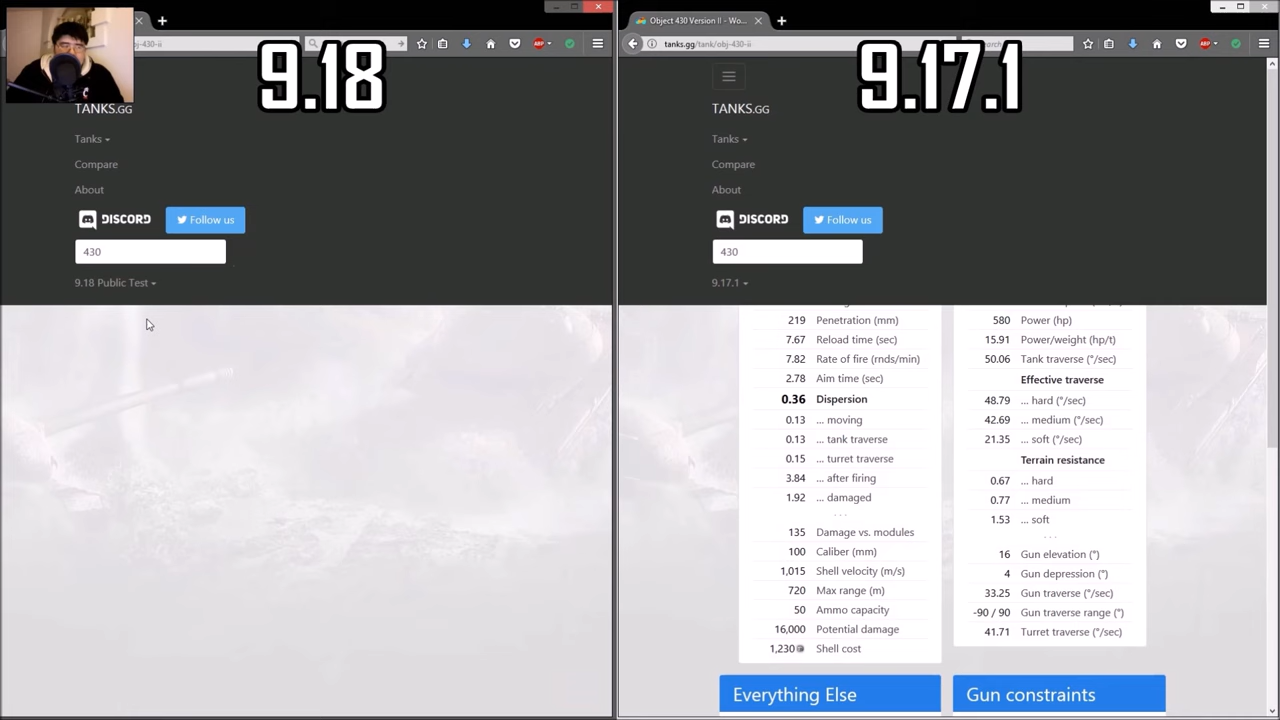 9.18
obj-430-ii
TANKS.GG
Tanks
Compare
About
DISCORD
Follow us
430
9.18 Public Test
Object 430 Version II - Wo...
tanks.gg/tank/obj-430-ii
9.17.1
TANKS.GG
Tanks
Compare
About
DISCORD
Follow us
430
9.17.1
219 Penetration (mm)
7.67 Reload time (sec)
7.82 Rate of fire (rnds/min)
2.78 Aim time (sec)
0.36 Dispersion
0.13 ... moving
0.13 ... tank traverse
0.15 ... turret traverse
3.84 ... after firing
1.92 ... damaged
...
135 Damage vs. modules
100 Caliber (mm)
1,015 Shell velocity (m/s)
720 Max range (m)
50 Ammo capacity
16,000 Potential damage
1,230 Shell cost
580 Power (hp)
15.91 Power/weight (hp/t)
50.06 Tank traverse (°/sec)
Effective traverse
48.79 ... hard (°/sec)
42.69 ... medium (°/sec)
21.35 ... soft (°/sec)
Terrain resistance
0.67 ... hard
0.77 ... medium
1.53 ... soft
...
16 Gun elevation (°)
4 Gun depression (°)
33.25 Gun traverse (°/sec)
-90 / 90 Gun traverse range (°)
41.71 Turret traverse (°/sec)
Everything Else
Gun constraints